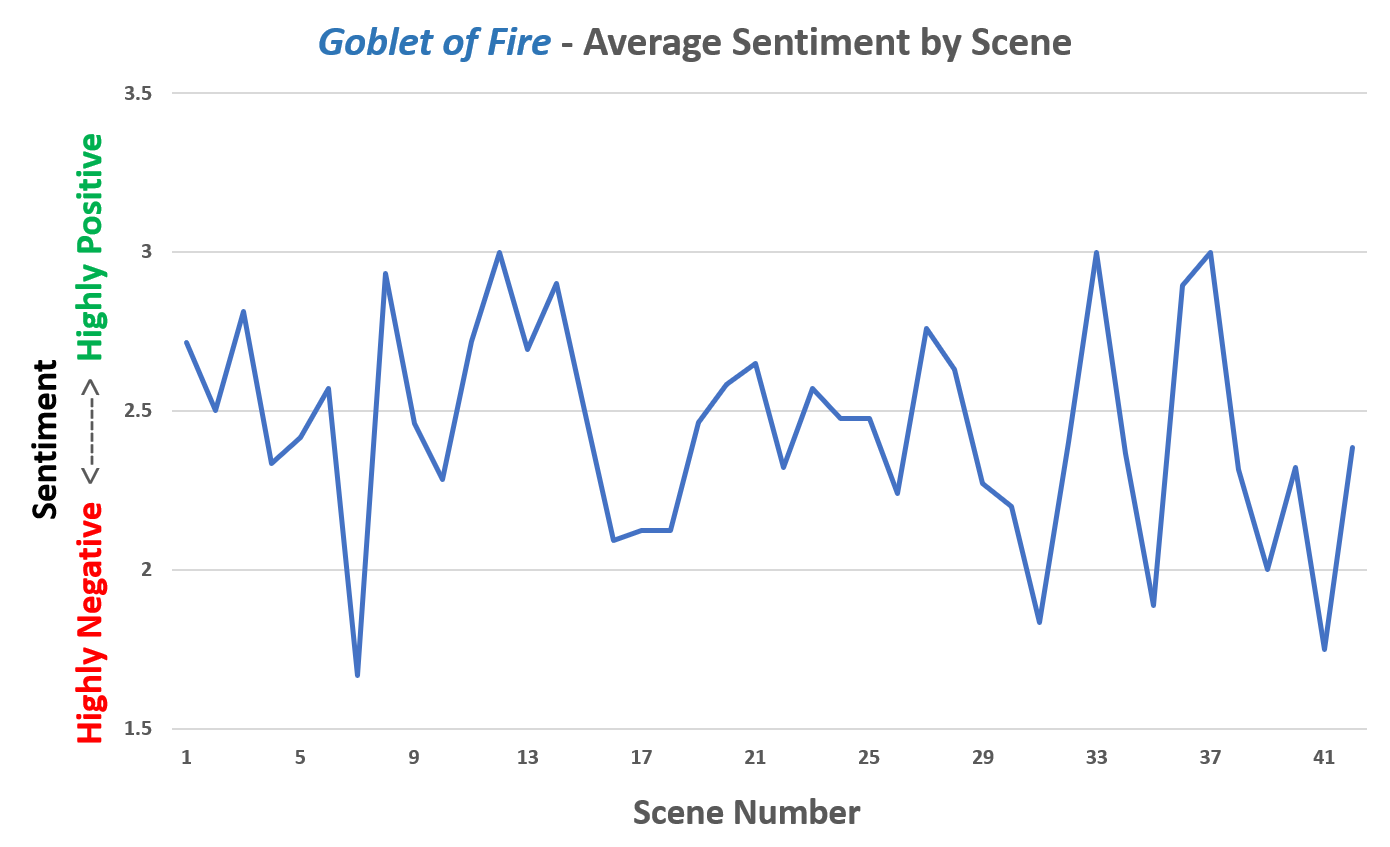 Goblet of Fire - Average Sentiment by Scene
Sentiment
Highly Negative <------> Highly Positive
3.5
3
2.5
2
1.5
1 5 9 13 17 21 25 29 33 37 41
Scene Number